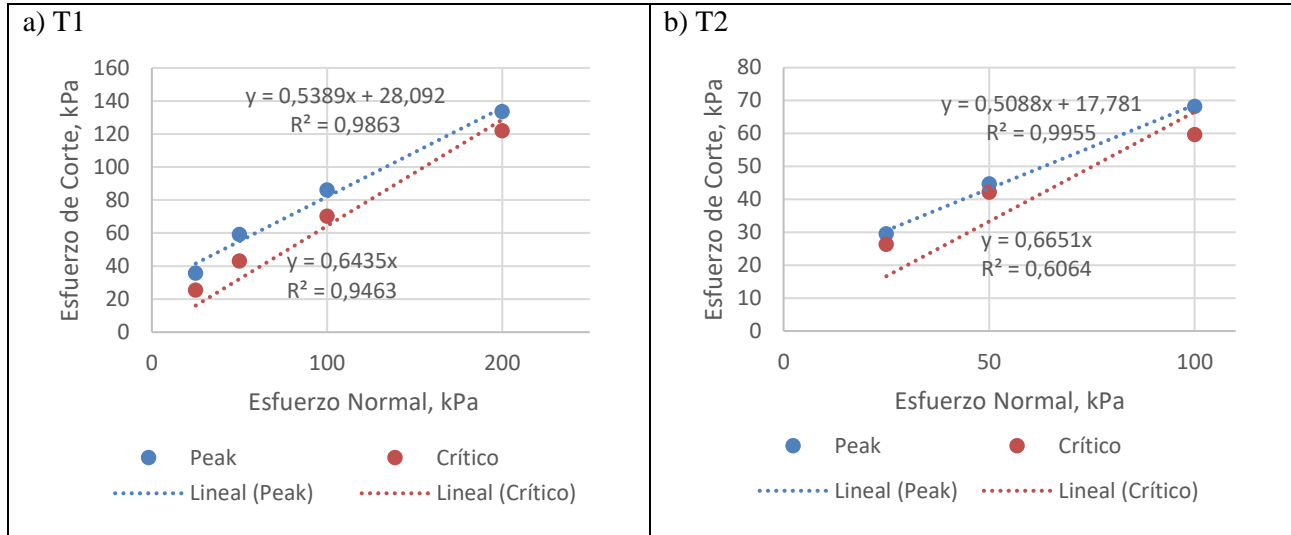 a) T1
Esfuerzo de Corte, kPa
160
140
120
100
80
60
40
20
0
y = 0,5389x + 28,092
R² = 0,9863
y = 0,6435x
R² = 0,9463
0
100
200
Esfuerzo Normal, kPa
Peak
Crítico
Lineal (Peak)
Lineal (Crítico)
b) T2
Esfuerzo de Corte, kPa
80
70
60
50
40
30
20
10
0
y = 0,5088x + 17,781
R² = 0,9955
y = 0,6651x
R² = 0,6064
0
50
100
Esfuerzo Normal, kPa
Peak
Crítico
Lineal (Peak)
Lineal (Crítico)